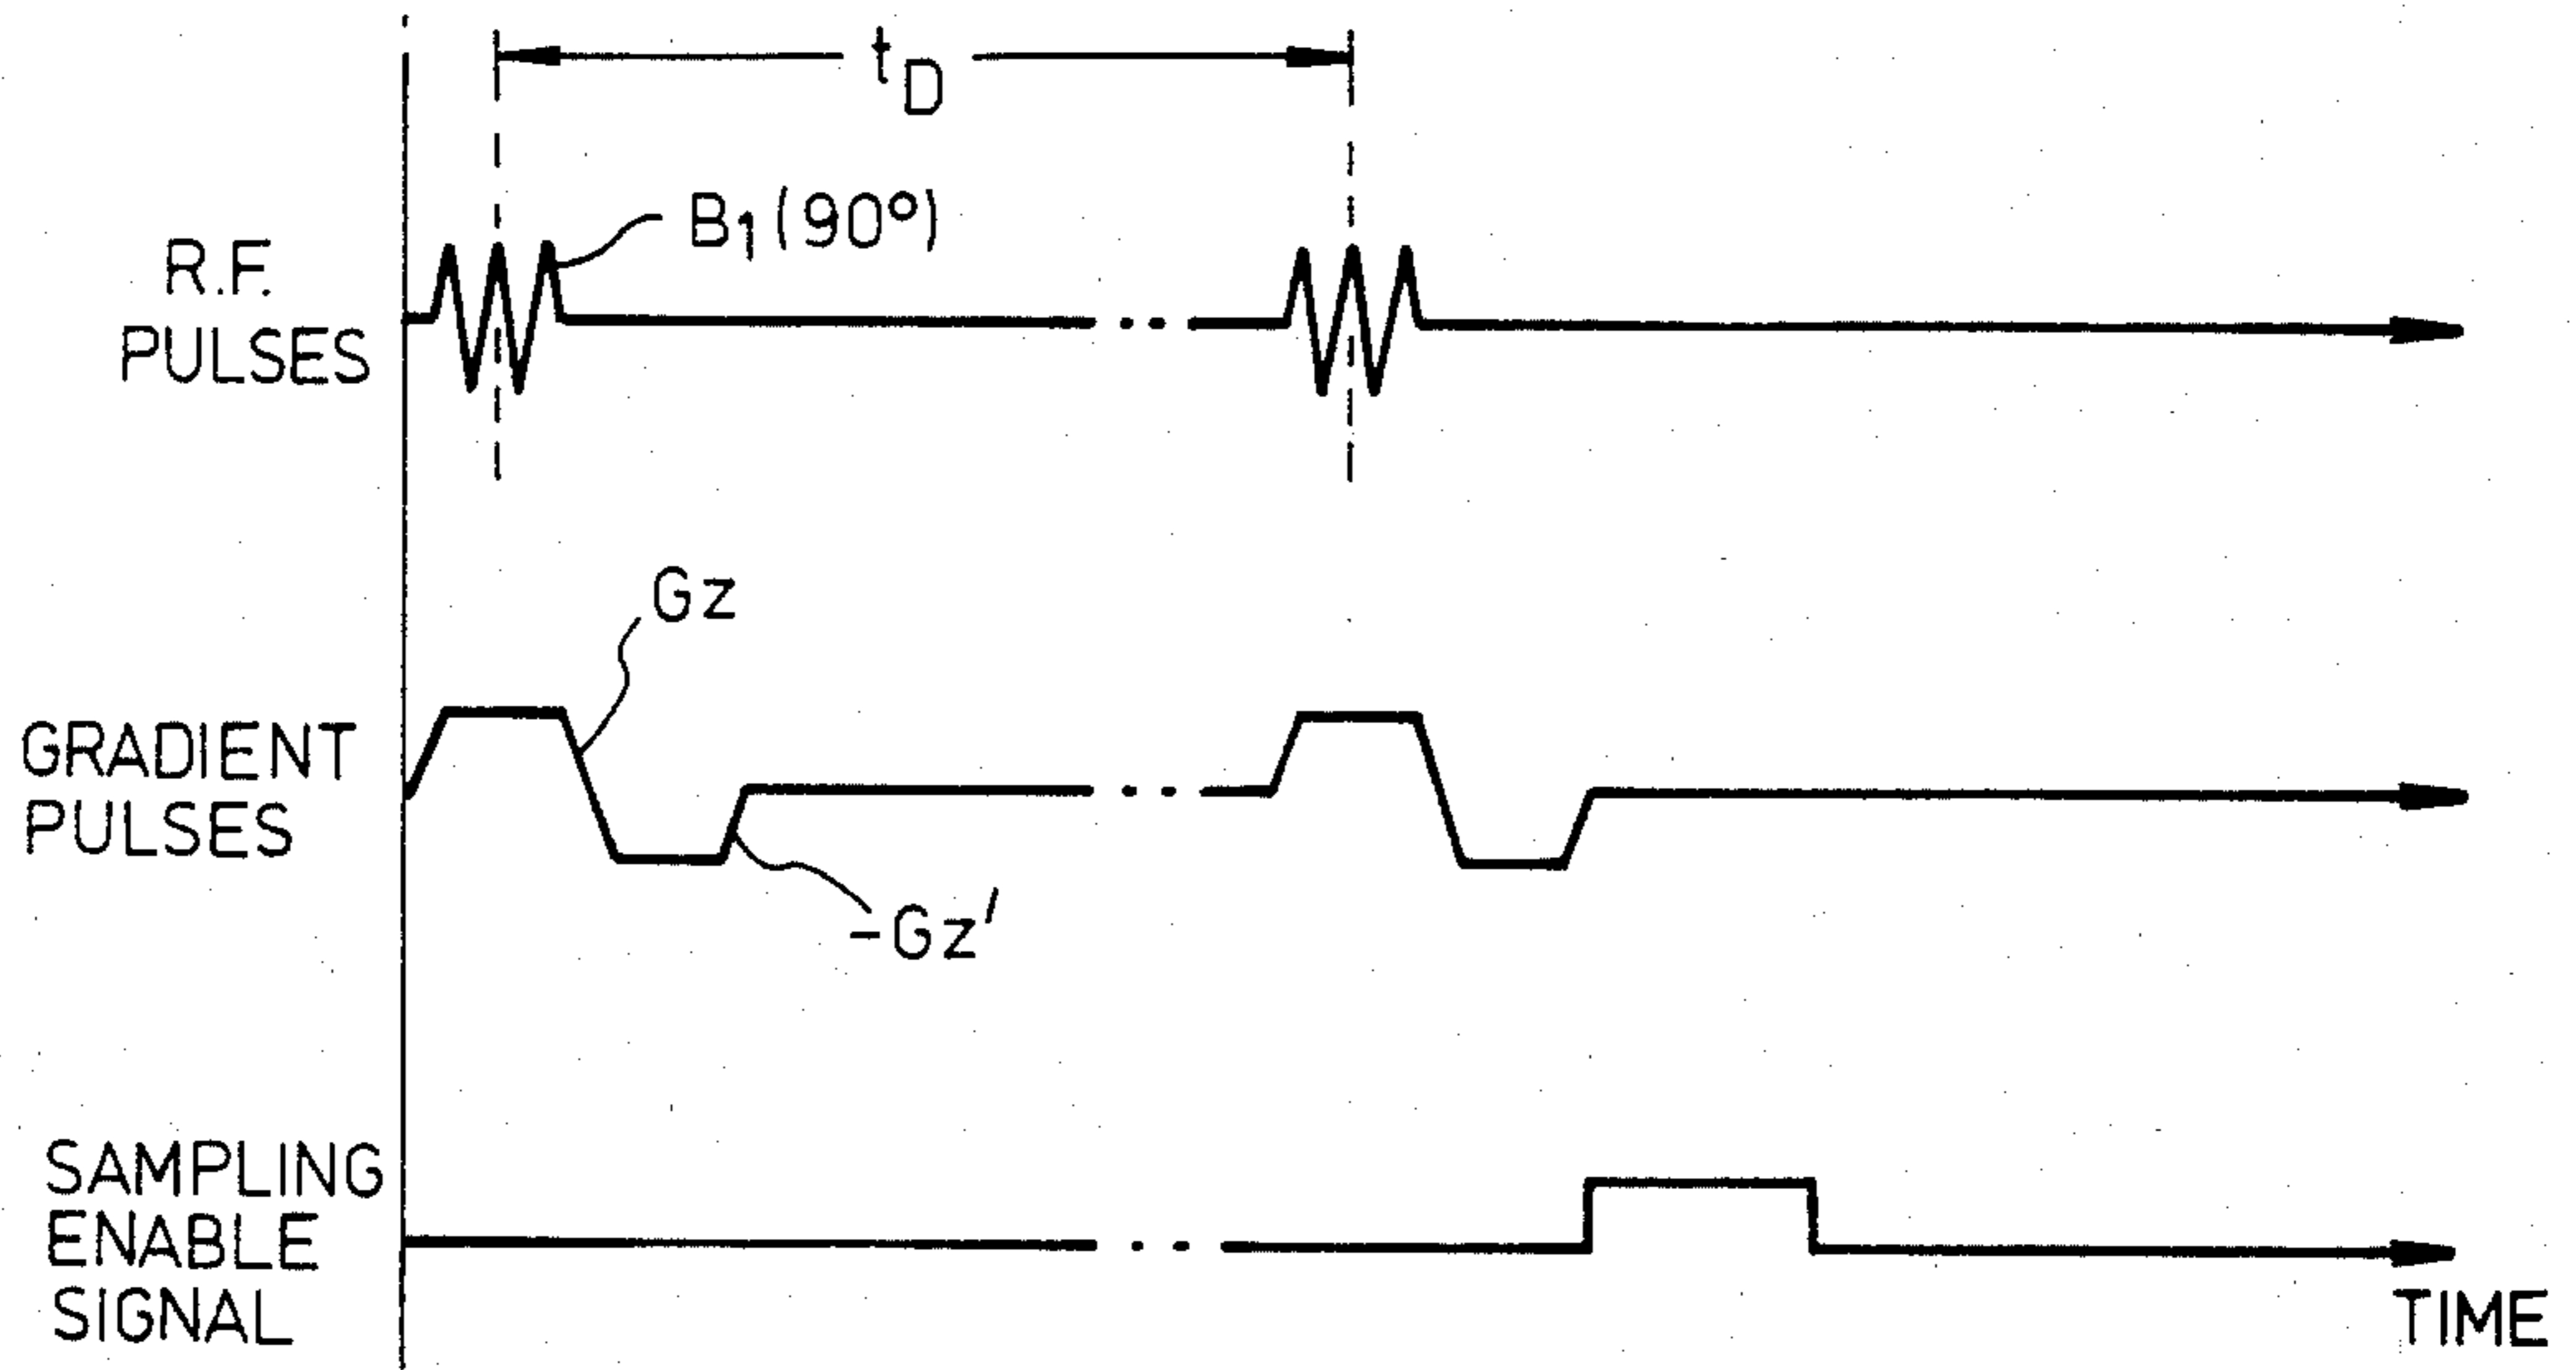 tD
B1(90°)
R.F.
PULSES
Gz
GRADIENT
PULSES
-Gz'
SAMPLING
ENABLE
SIGNAL
TIME